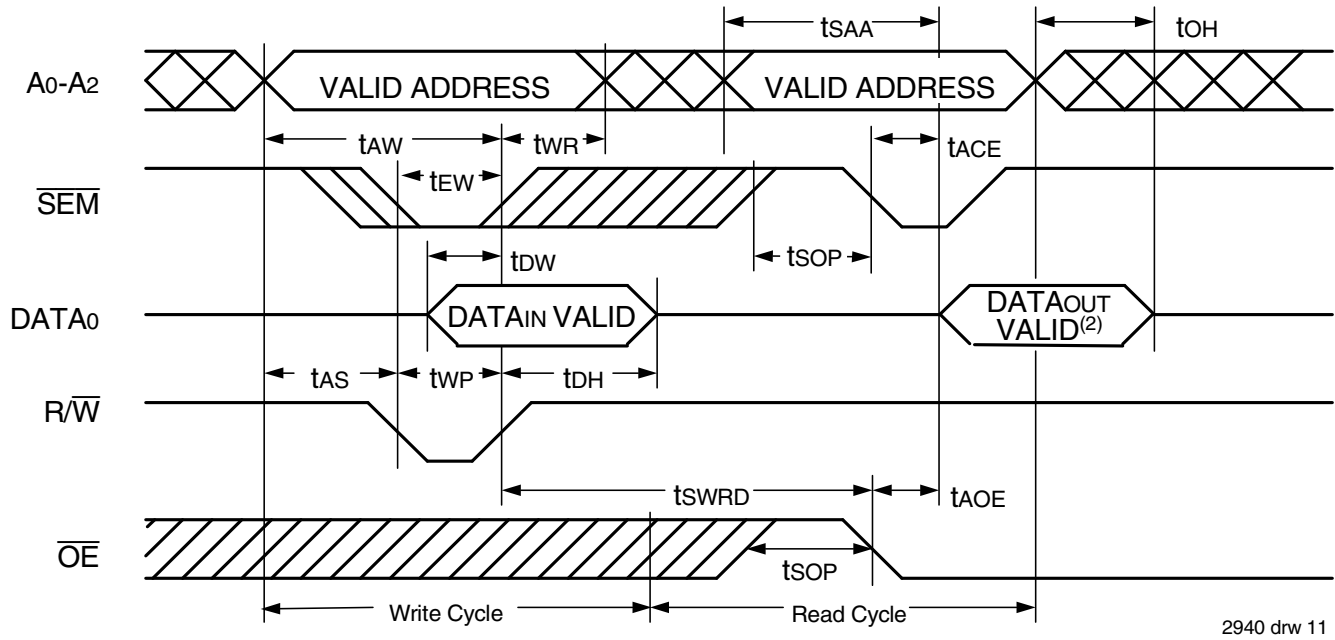 tSAA
tOH
A0-A2
VALID ADDRESS
VALID ADDRESS
tAW
tWR
tACE
tEW
SEM
tDW
tSOP
DATA0
DATAIN VALID
DATAOUT
VALID(2)
tAS
tWP
tDH
R/W
tSWRD
tAOE
OE
tSOP
Write Cycle
Read Cycle
2940 drw 11